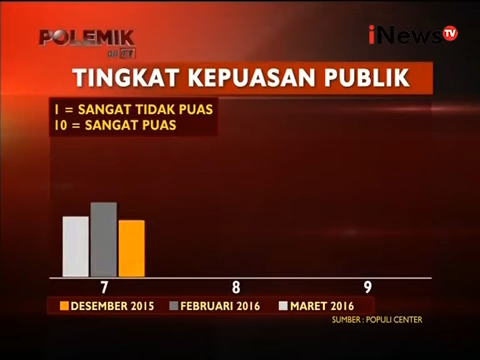 POLEMIK
iNews TV
TINGKAT KEPUASAN PUBLIK
1 = SANGAT TIDAK PUAS
10 = SANGAT PUAS
7 8 9
DESEMBER 2015 FEBRUARI 2016 MARET 2016
SUMBER : POPULI CENTER